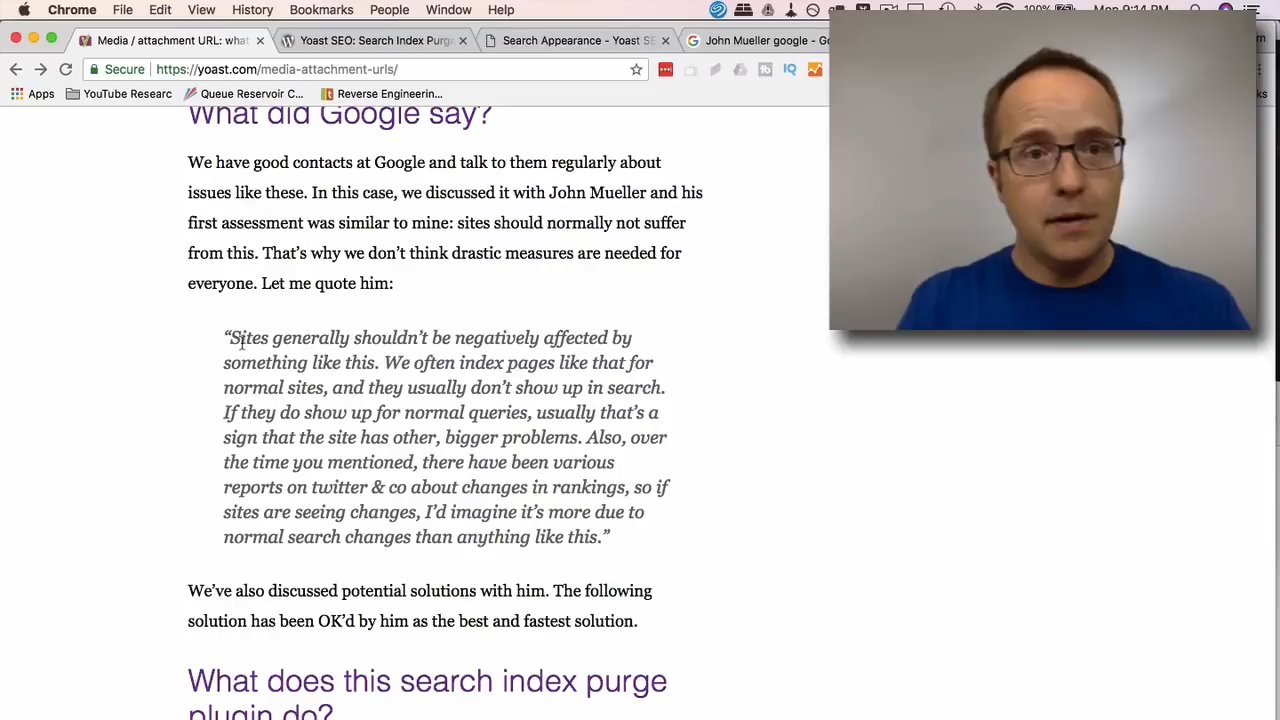 Chrome File Edit View History Bookmarks People Window Help 100% Mon 9:14 PM
Media / attachment URL: what Yoast SEO: Search Index Purge Search Appearance - Yoast SE John Mueller google - Go
Secure https://yoast.com/media-attachment-urls/
Apps YouTube Researc Queue Reservoir C... Reverse Engineerin...
What did Google say?
We have good contacts at Google and talk to them regularly about
issues like these. In this case, we discussed it with John Mueller and his
first assessment was similar to mine: sites should normally not suffer
from this. That’s why we don’t think drastic measures are needed for
everyone. Let me quote him:
“Sites generally shouldn’t be negatively affected by
something like this. We often index pages like that for
normal sites, and they usually don’t show up in search.
If they do show up for normal queries, usually that’s a
sign that the site has other, bigger problems. Also, over
the time you mentioned, there have been various
reports on twitter & co about changes in rankings, so if
sites are seeing changes, I’d imagine it’s more due to
normal search changes than anything like this.”
We’ve also discussed potential solutions with him. The following
solution has been OK’d by him as the best and fastest solution.
What does this search index purge
plugin do?